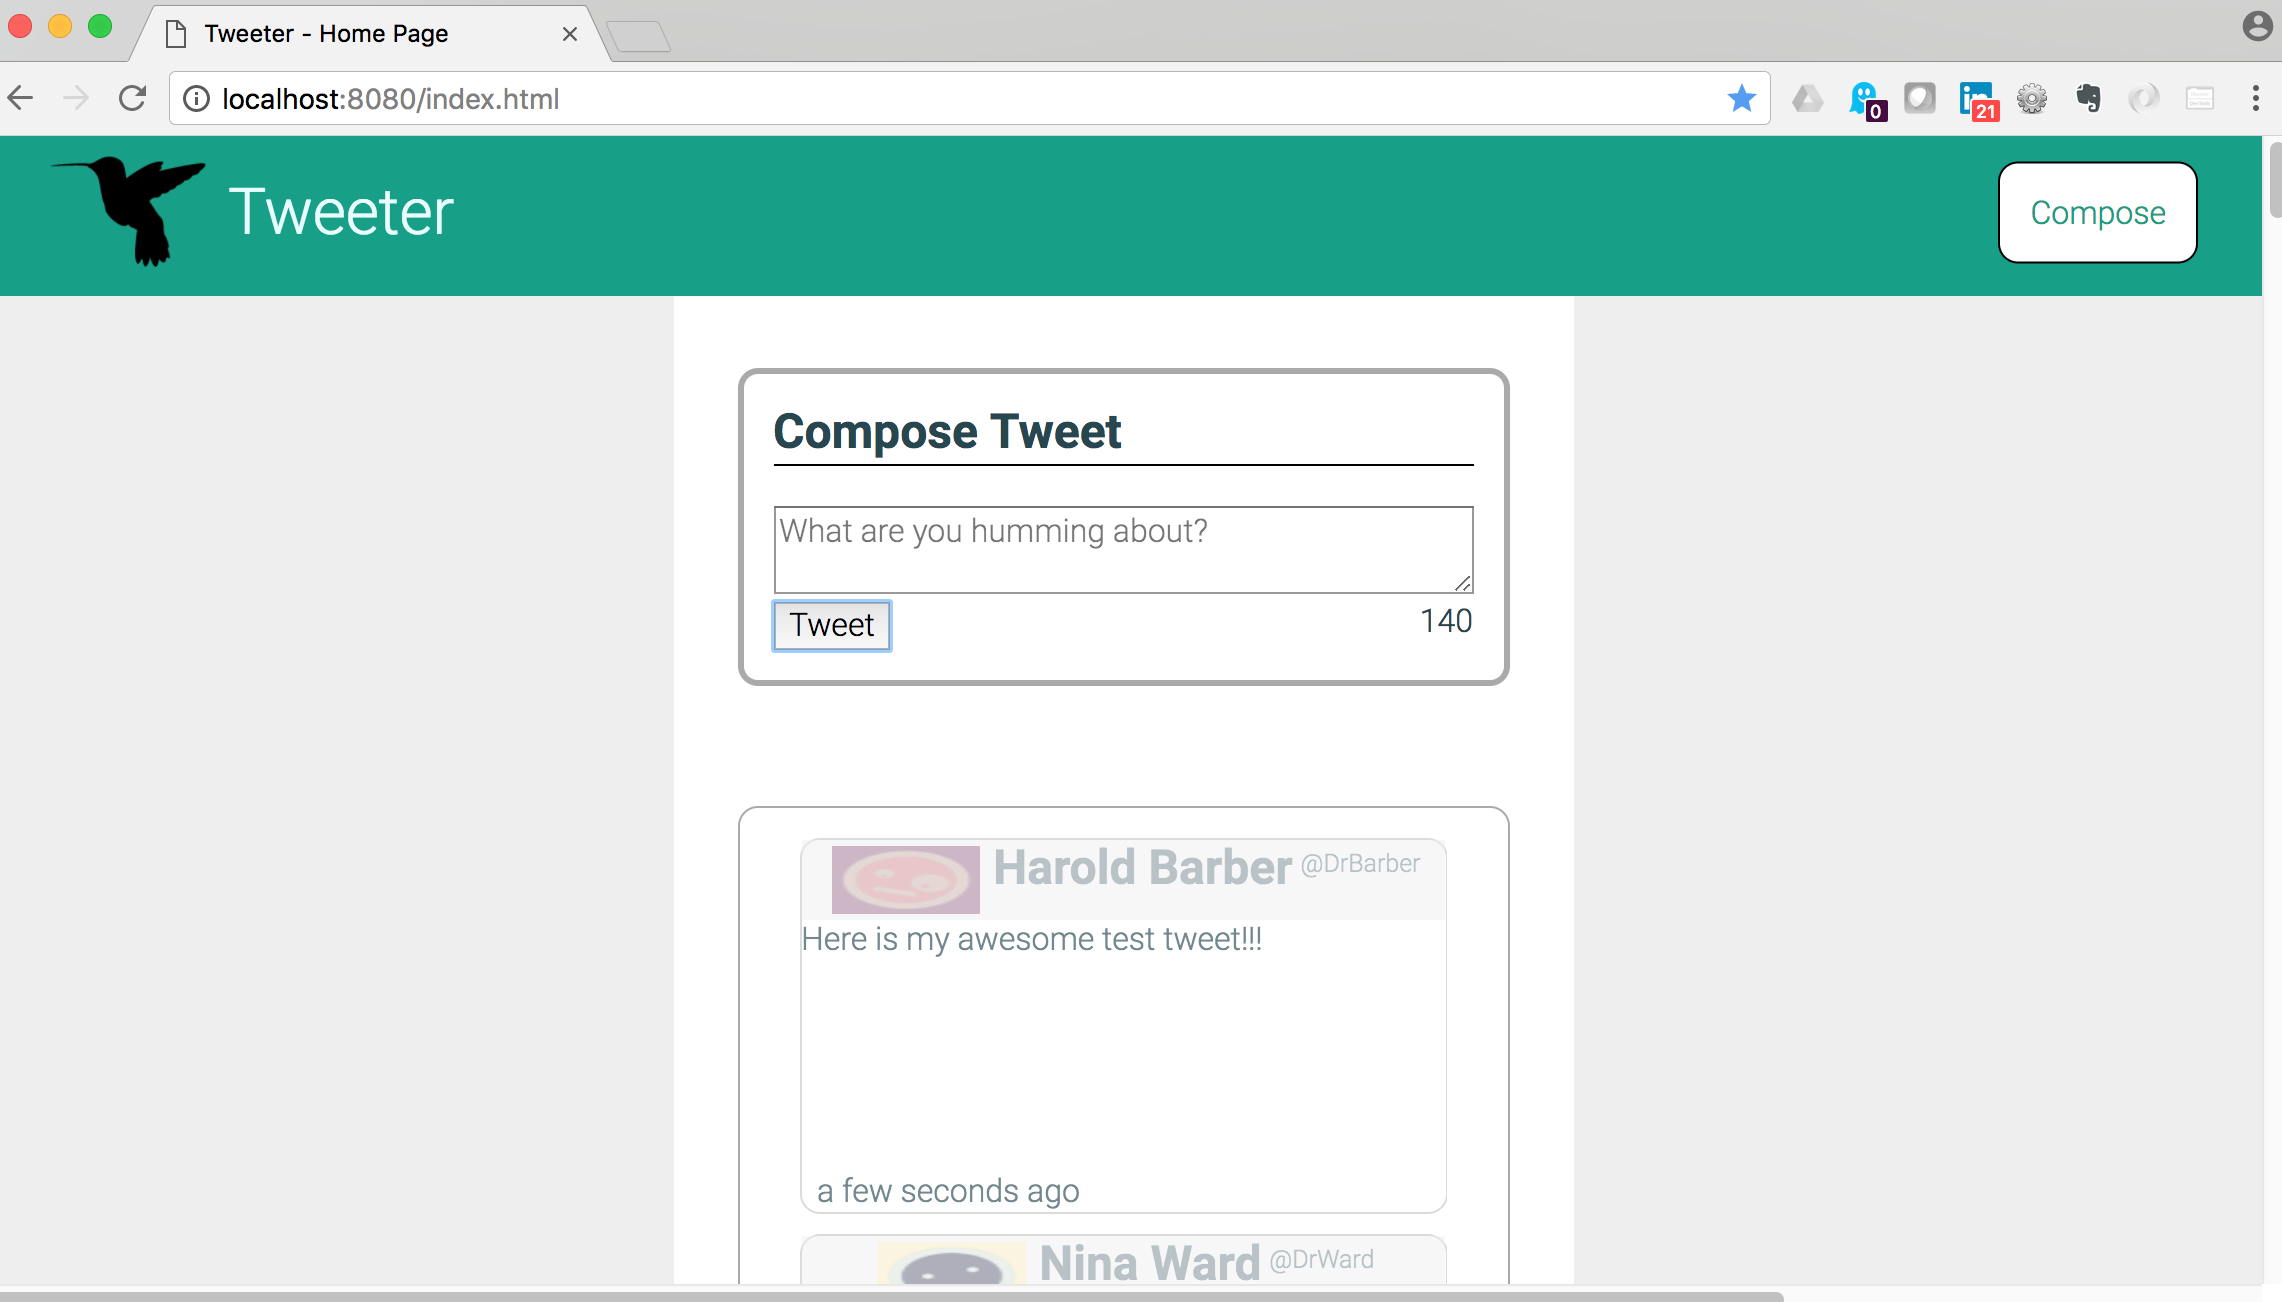 Tweeter - Home Page
localhost:8080/index.html
0
in 21
Tweeter
Compose
Compose Tweet
What are you humming about?
Tweet
140
Harold Barber @DrBarber
Here is my awesome test tweet!!!
a few seconds ago
Nina Ward @DrWard